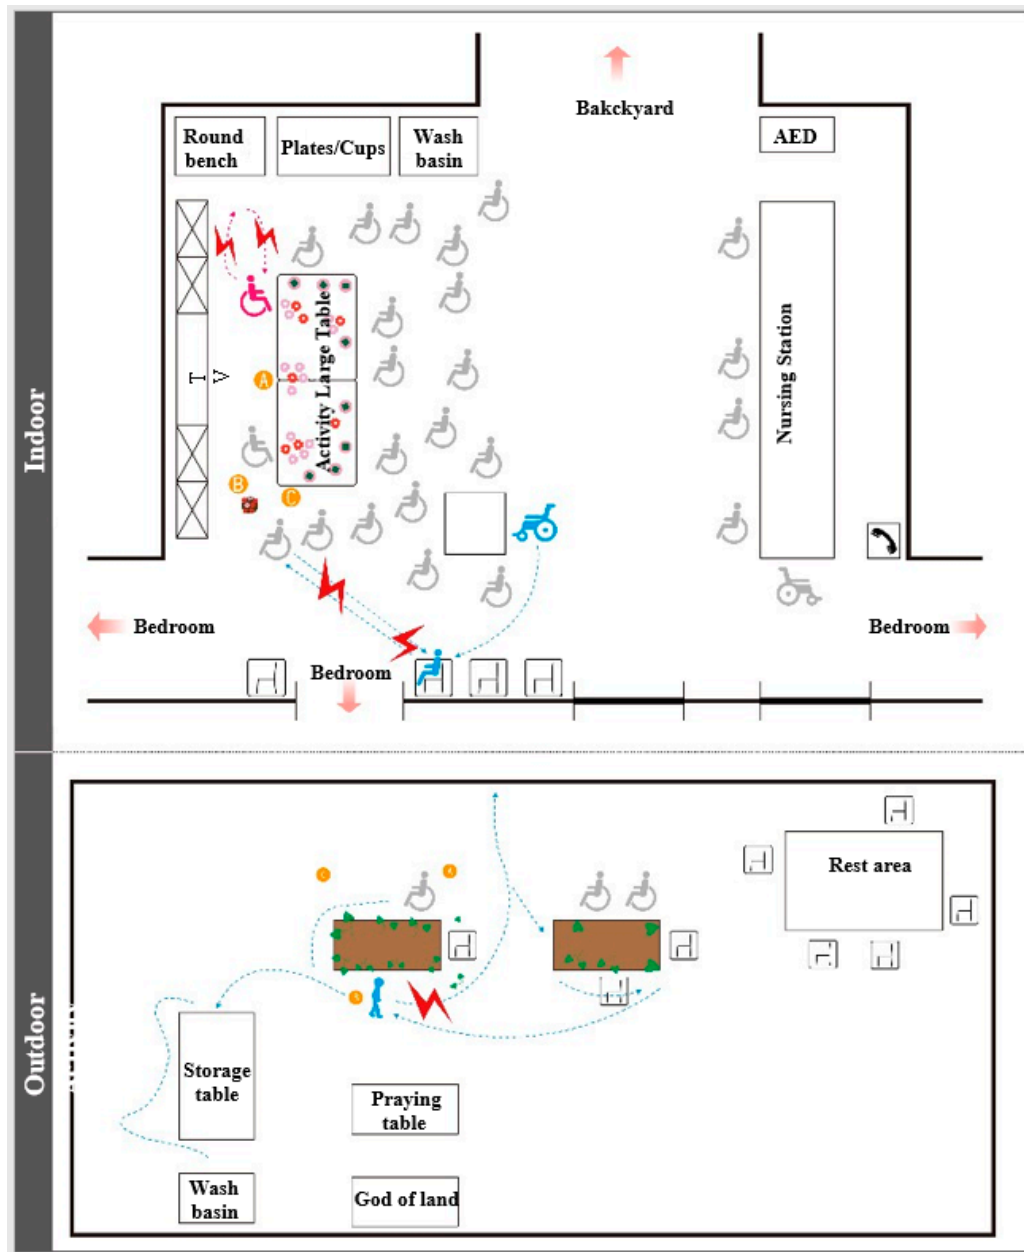 Indoor
Bakckyard
Round
bench
Plates/Cups
Wash
basin
AED
T V
Activity Large Table
Nursing Station
A
B
C
Bedroom
Bedroom
Bedroom
Outdoor
Rest area
C
A
B
Storage
table
Praying
table
Wash
basin
God of land